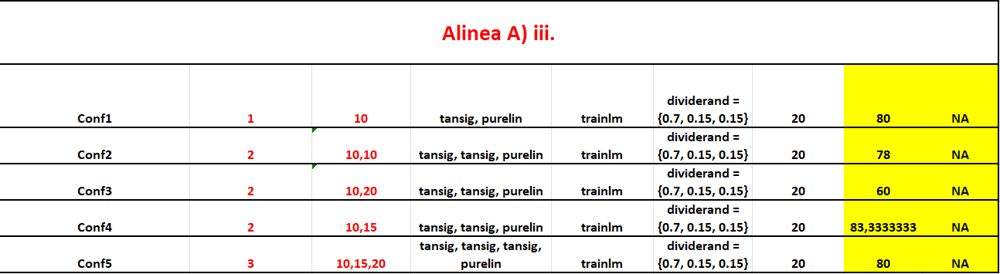 Alinea A) iii.
Conf1 1 10 tansig, purelin trainlm dividerand = {0.7, 0.15, 0.15} 20 80 NA
Conf2 2 10,10 tansig, tansig, purelin trainlm dividerand = {0.7, 0.15, 0.15} 20 78 NA
Conf3 2 10,20 tansig, tansig, purelin trainlm dividerand = {0.7, 0.15, 0.15} 20 60 NA
Conf4 2 10,15 tansig, tansig, purelin trainlm dividerand = {0.7, 0.15, 0.15} 20 83,3333333 NA
Conf5 3 10,15,20 tansig, tansig, tansig, purelin trainlm dividerand = {0.7, 0.15, 0.15} 20 80 NA